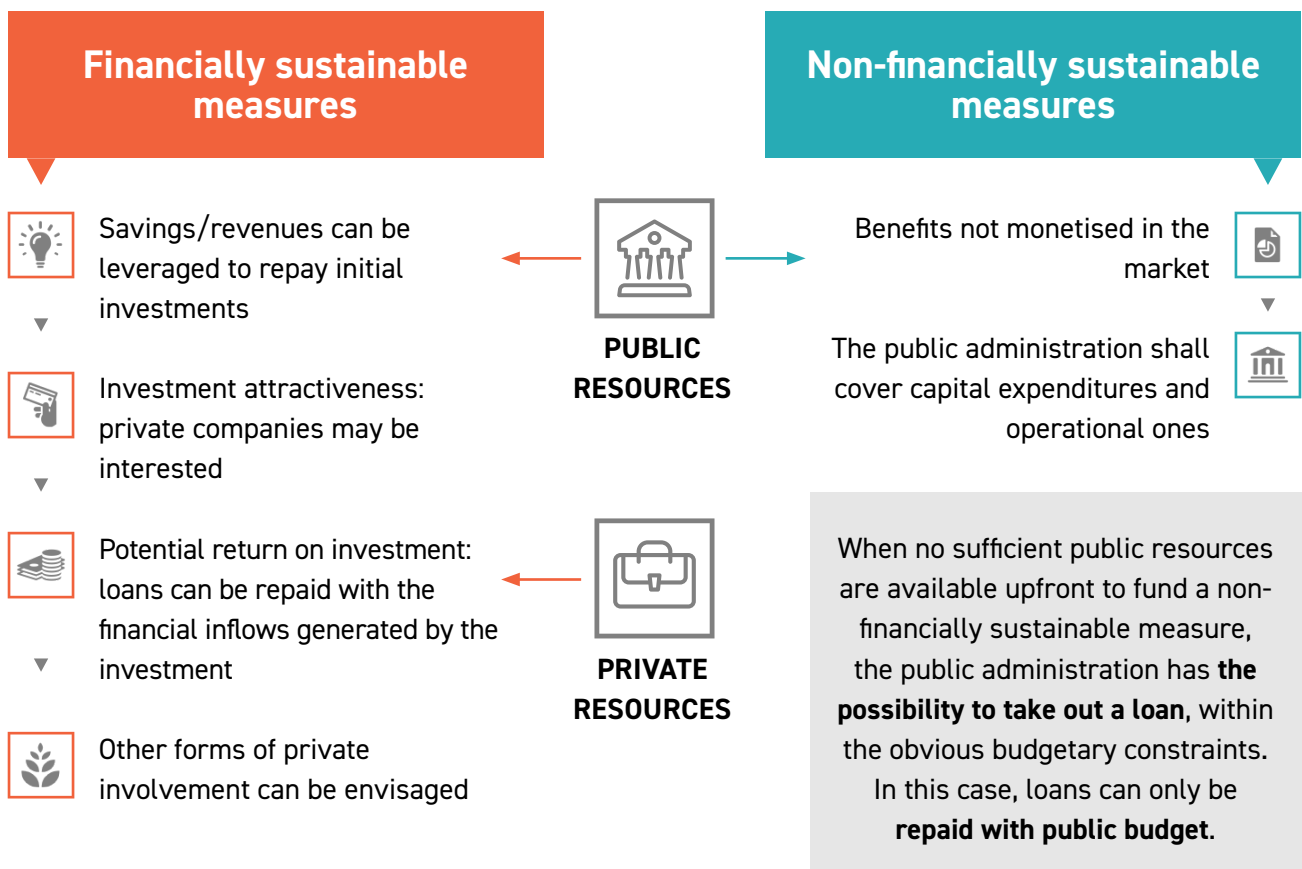 Financially sustainable
measures
Savings/revenues can be
leveraged to repay initial
investments
Investment attractiveness:
private companies may be
interested
Potential return on investment:
loans can be repaid with the
financial inflows generated by the
investment
Other forms of private
involvement can be envisaged
PUBLIC
RESOURCES
PRIVATE
RESOURCES
Non-financially sustainable
measures
Benefits not monetised in the
market
The public administration shall
cover capital expenditures and
operational ones
When no sufficient public resources
are available upfront to fund a non-
financially sustainable measure,
the public administration has the
possibility to take out a loan, within
the obvious budgetary constraints.
In this case, loans can only be
repaid with public budget.